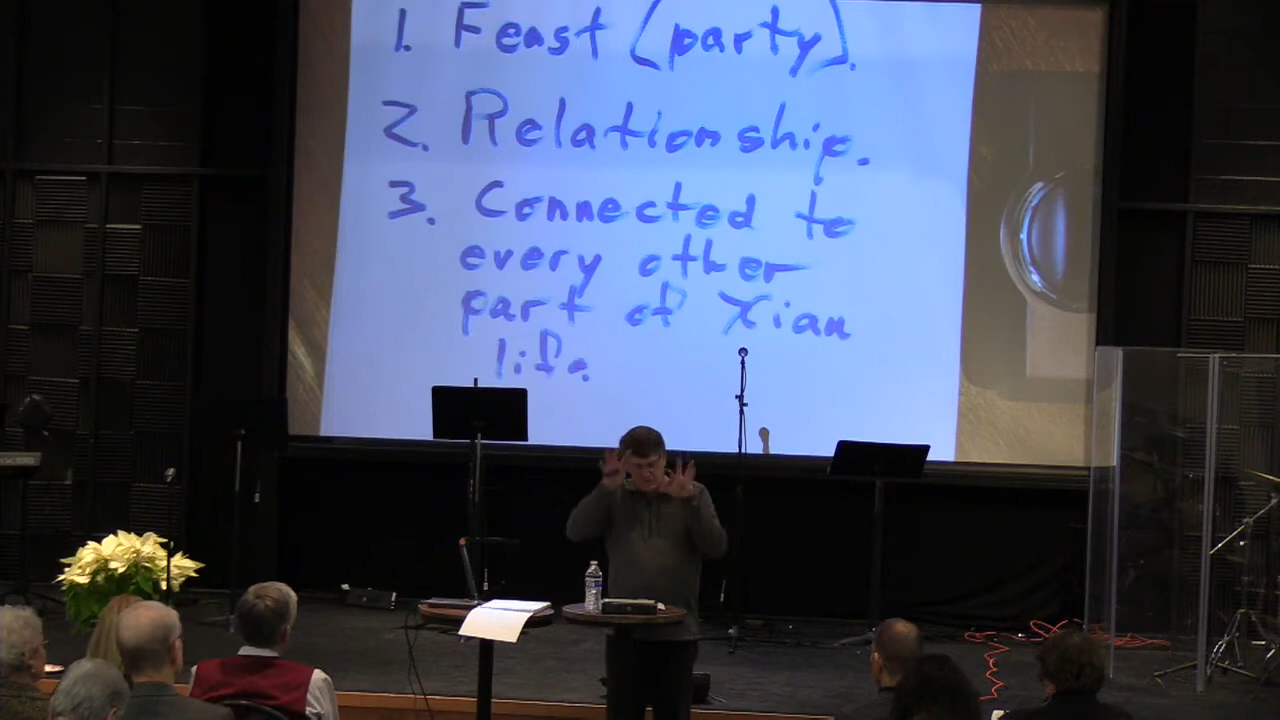 1. Feast (party).
2. Relationship.
3. Connected to
every other
part of Xian
life.